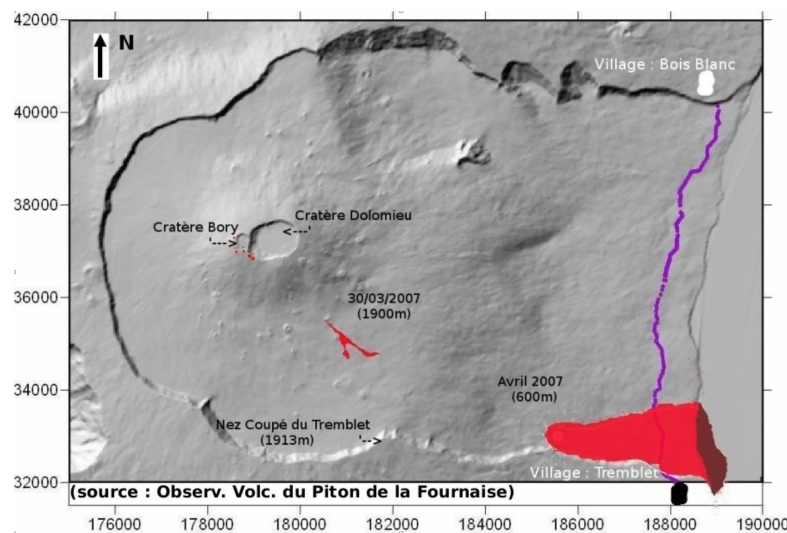 42000
N
Village : Bois Blanc
40000
38000
Cratère Dolomieu
Cratère Bory
<---'
'--->
36000
30/03/2007
(1900m)
34000
Avril 2007
(600m)
Nez Coupé du Tremblet
(1913m)
'-->
Village : Tremblet
32000
(source : Observ. Volc. du Piton de la Fournaise)
176000 178000 180000 182000 184000 186000 188000 190000